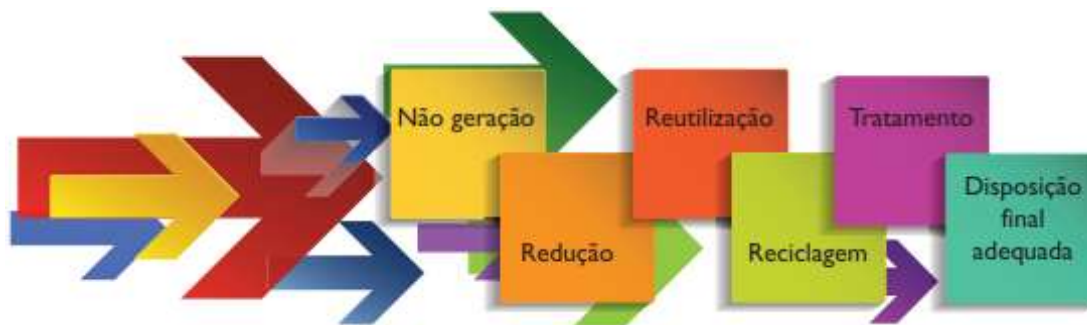 Não geração
Redução
Reutilização
Reciclagem
Tratamento
Disposição
final
adequada